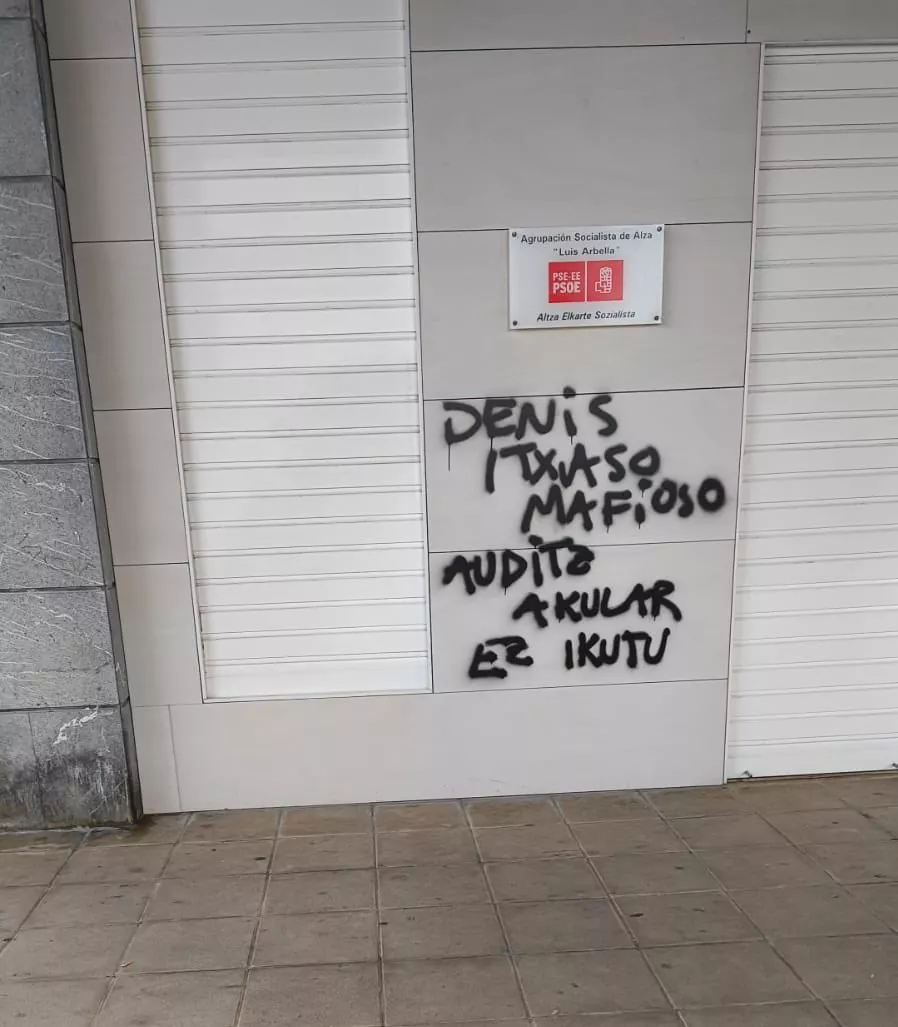 Agrupación Socialista de Alza
"Luis Arbella"
PSE-EE
PSOE
Altza Elkarte Sozialista
DENiS
ITXASO
MAFiOSO
AUDiTZ
AKULAR
EZ IKUTU